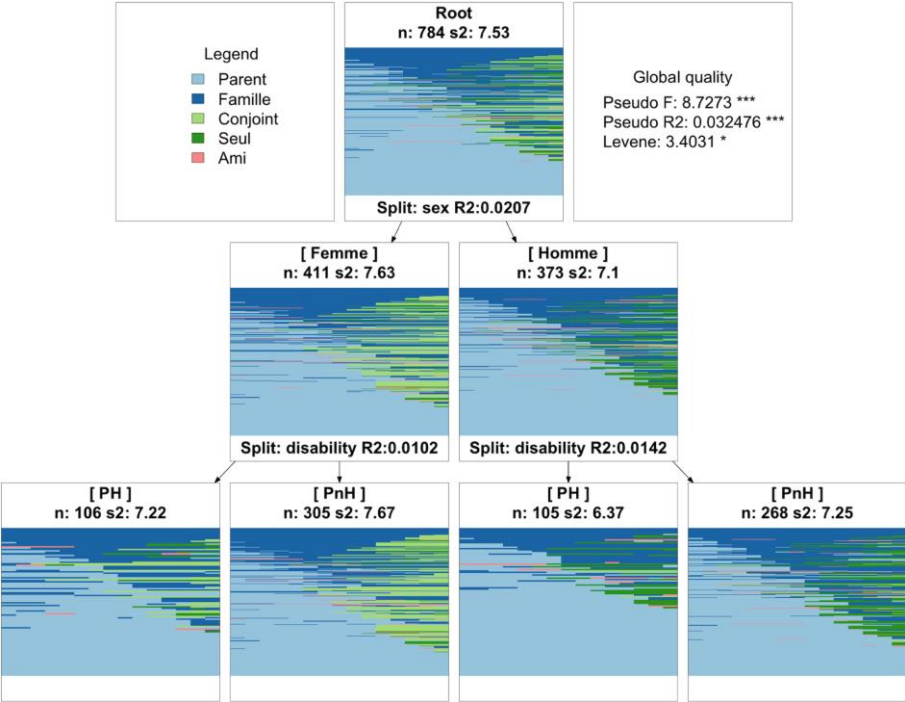 Legend
Parent
Famille
Conjoint
Seul
Ami
Root
n: 784 s2: 7.53
Split: sex R2:0.0207
Global quality
Pseudo F: 8.7273 ***
Pseudo R2: 0.032476 ***
Levene: 3.4031 *
[ Femme ]
n: 411 s2: 7.63
Split: disability R2:0.0102
[ Homme ]
n: 373 s2: 7.1
Split: disability R2:0.0142
[ PH ]
n: 106 s2: 7.22
[ PnH ]
n: 305 s2: 7.67
[ PH ]
n: 105 s2: 6.37
[ PnH ]
n: 268 s2: 7.25